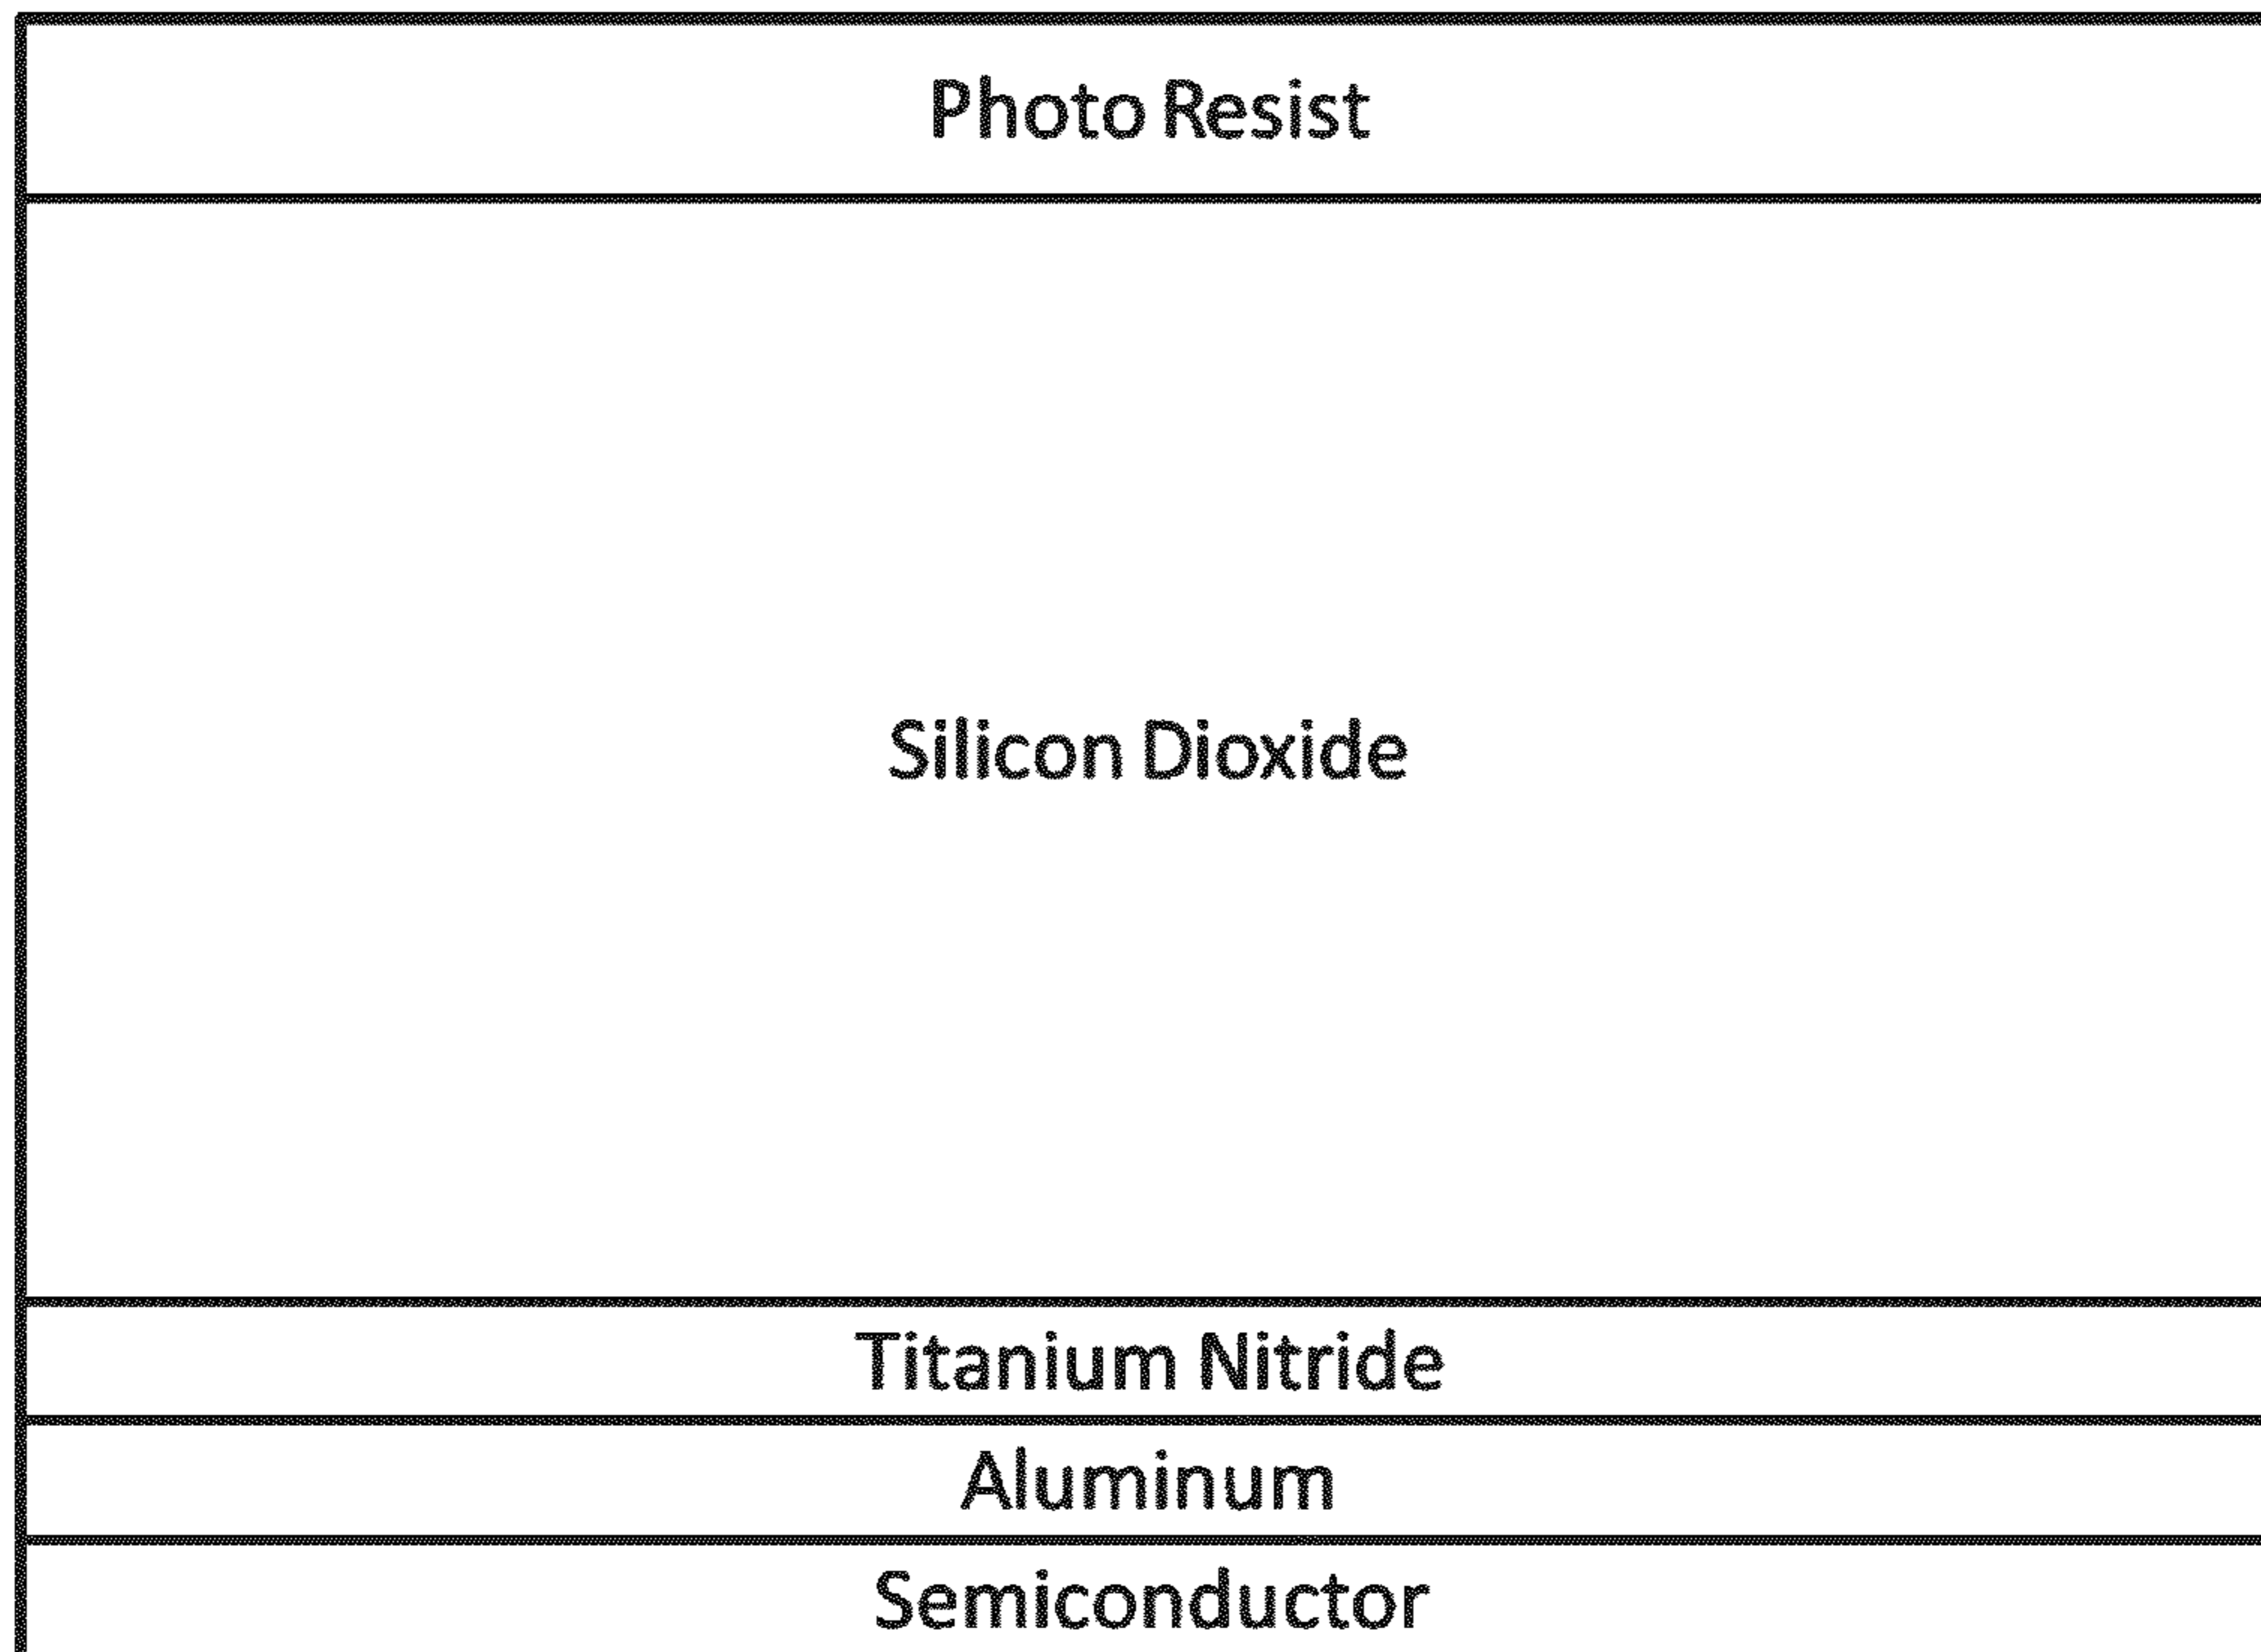 Photo Resist
Silicon Dioxide
Titanium Nitride
Aluminum
Semiconductor